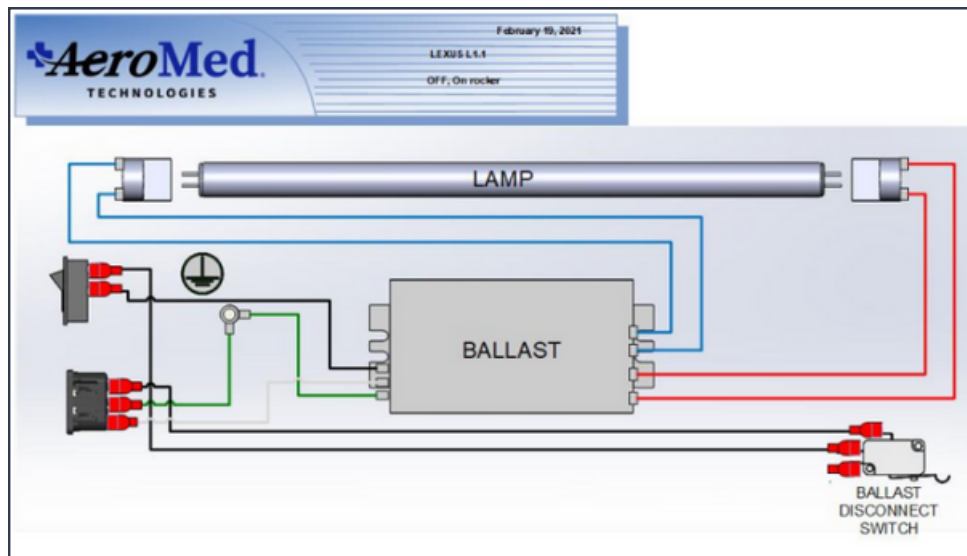 February 19, 2021
LEXUS L1.1
OFF, On rocker
AeroMed
TECHNOLOGIES
LAMP
BALLAST
BALLAST
DISCONNECT
SWITCH